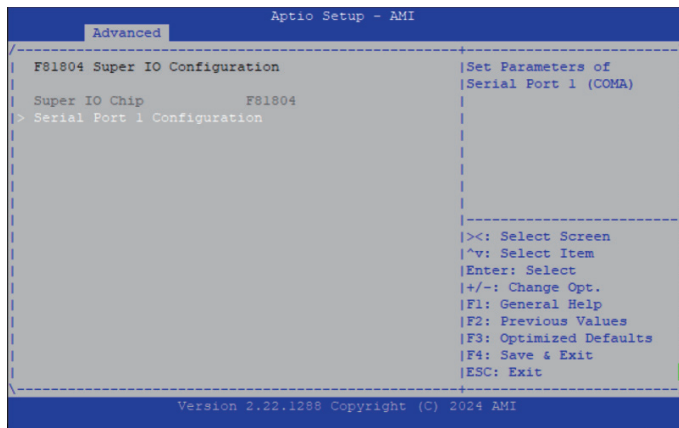 Aptio Setup - AMI
Advanced
F81804 Super IO Configuration
Super IO Chip F81804
> Serial Port 1 Configuration
Set Parameters of
Serial Port 1 (COMA)
><: Select Screen
^v: Select Item
Enter: Select
+/-: Change Opt.
F1: General Help
F2: Previous Values
F3: Optimized Defaults
F4: Save & Exit
ESC: Exit
Version 2.22.1288 Copyright (C) 2024 AMI